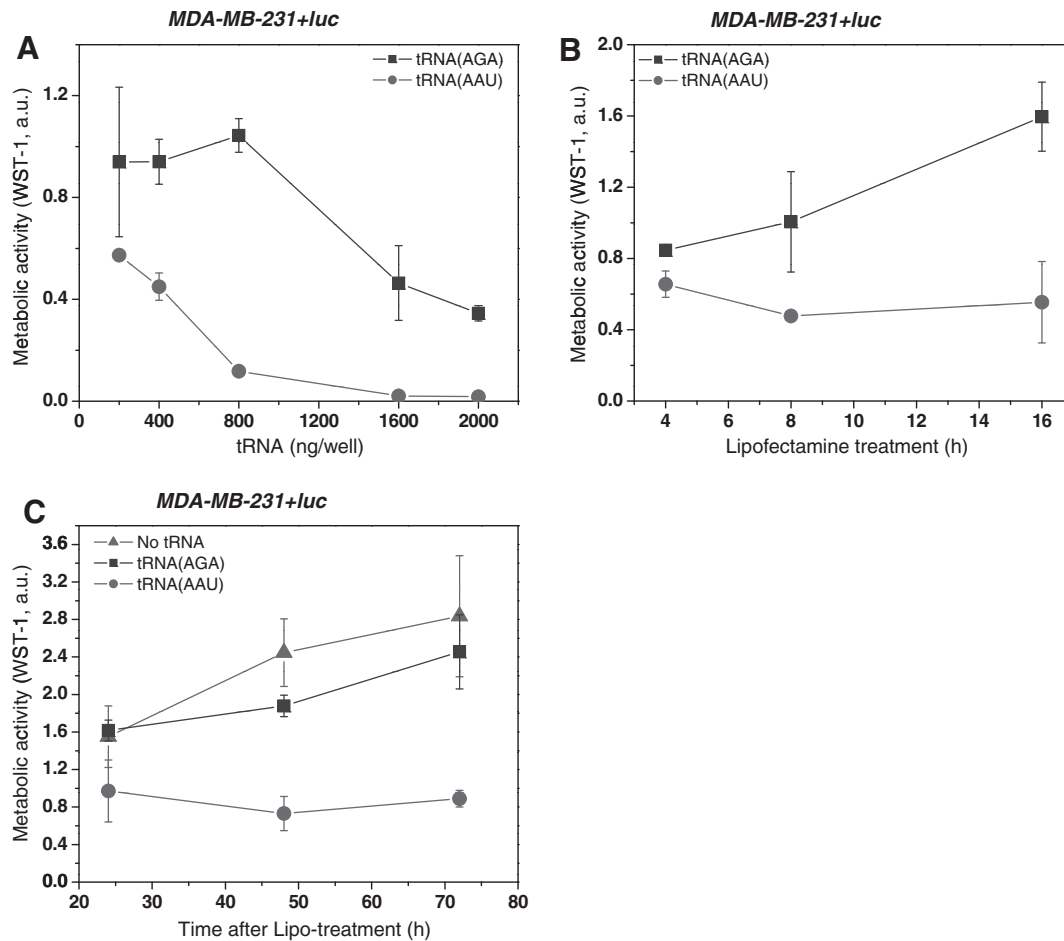 MDA-MB-231+luc
A
tRNA(AGA)
tRNA(AAU)
Metabolic activity (WST-1, a.u.)
1.2
0.8
0.4
0.0
0 400 800 1200 1600 2000
tRNA (ng/well)
MDA-MB-231+luc
B
tRNA(AGA)
tRNA(AAU)
Metabolic activity (WST-1, a.u.)
2.0
1.6
1.2
0.8
0.4
0.0
4 6 8 10 12 14 16
Lipofectamine treatment (h)
MDA-MB-231+luc
C
No tRNA
tRNA(AGA)
tRNA(AAU)
Metabolic activity (WST-1, a.u.)
3.6
3.2
2.8
2.4
2.0
1.6
1.2
0.8
0.4
0.0
20 30 40 50 60 70 80
Time after Lipo-treatment (h)